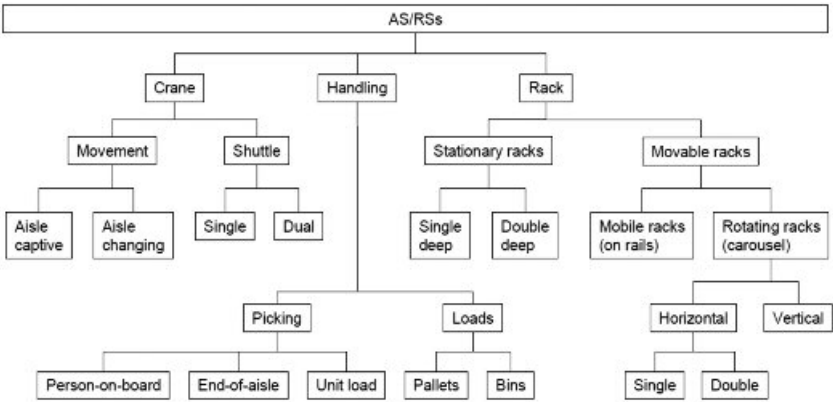 AS/RSs
Crane
Handling
Rack
Movement
Shuttle
Stationary racks
Movable racks
Aisle
captive
Aisle
changing
Single
Dual
Single
deep
Double
deep
Mobile racks
(on rails)
Rotating racks
(carousel)
Picking
Loads
Horizontal
Vertical
Person-on-board
End-of-aisle
Unit load
Pallets
Bins
Single
Double